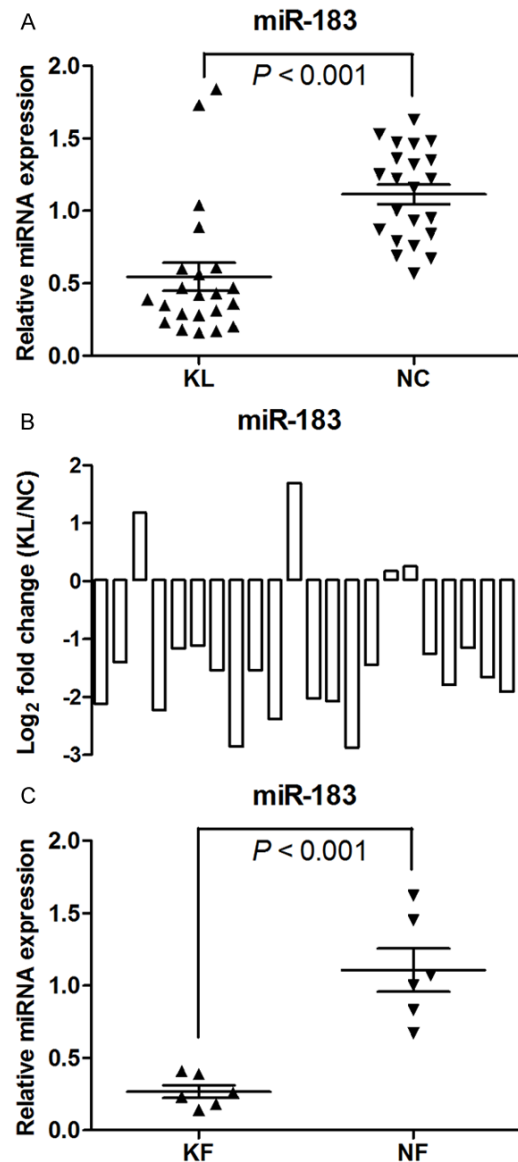 A
miR-183
P < 0.001
Relative miRNA expression
2.0
1.5
1.0
0.5
0.0
KL NC
B
miR-183
Log2 fold change (KL/NC)
2
1
0
-1
-2
-3
C
miR-183
P < 0.001
Relative miRNA expression
2.0
1.5
1.0
0.5
0.0
KF NF